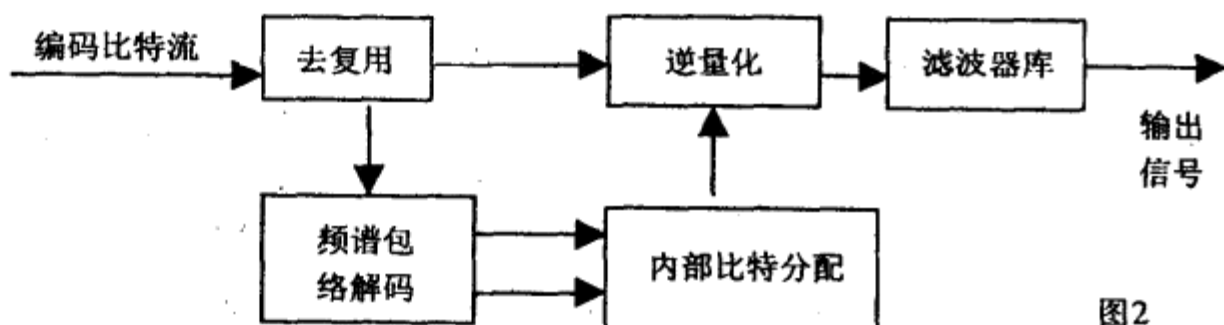 编码比特流
去复用
逆量化
滤波器库
输出
信号
频谱包
络解码
内部比特分配
图2